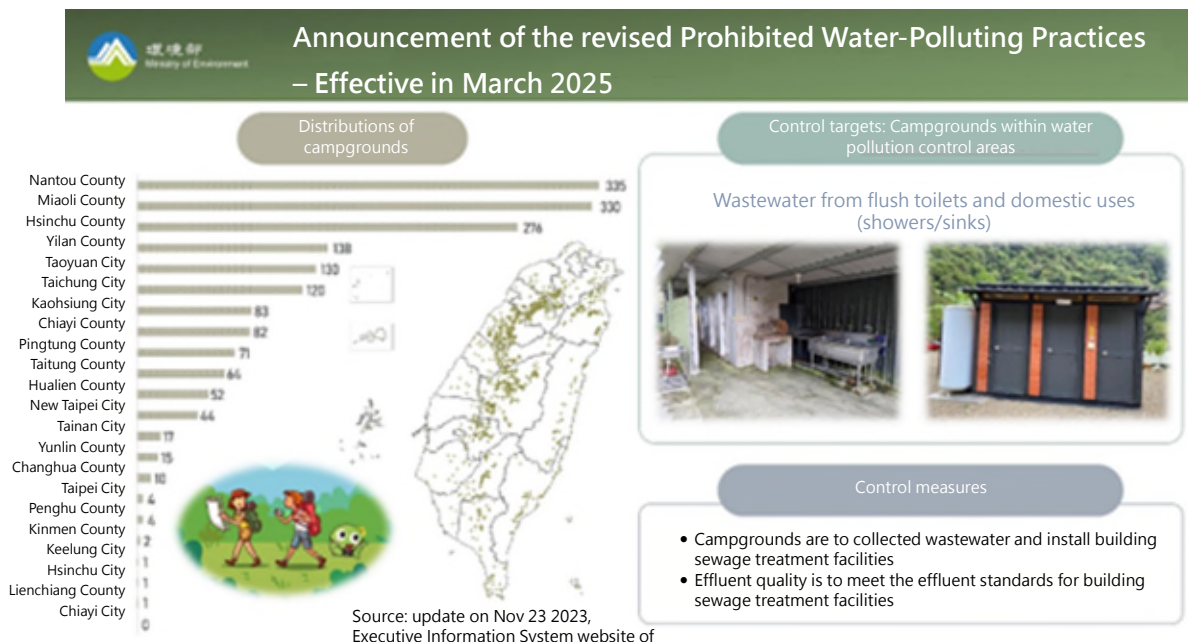 環境部
Ministry of Environment
Announcement of the revised Prohibited Water-Polluting Practices
– Effective in March 2025
Distributions of
campgrounds
Nantou County
335
Miaoli County
330
Hsinchu County
276
Yilan County
138
Taoyuan City
130
Taichung City
120
Kaohsiung City
83
Chiayi County
82
Pingtung County
71
Taitung County
64
Hualien County
52
New Taipei City
44
Tainan City
17
Yunlin County
15
Changhua County
10
Taipei City
4
Penghu County
4
Kinmen County
2
Keelung City
1
Hsinchu City
1
Lienchiang County
1
Chiayi City
0
Source: update on Nov 23 2023,
Executive Information System website of
Control targets: Campgrounds within water
pollution control areas
Wastewater from flush toilets and domestic uses
(showers/sinks)
Control measures
• Campgrounds are to collected wastewater and install building
sewage treatment facilities
• Effluent quality is to meet the effluent standards for building
sewage treatment facilities